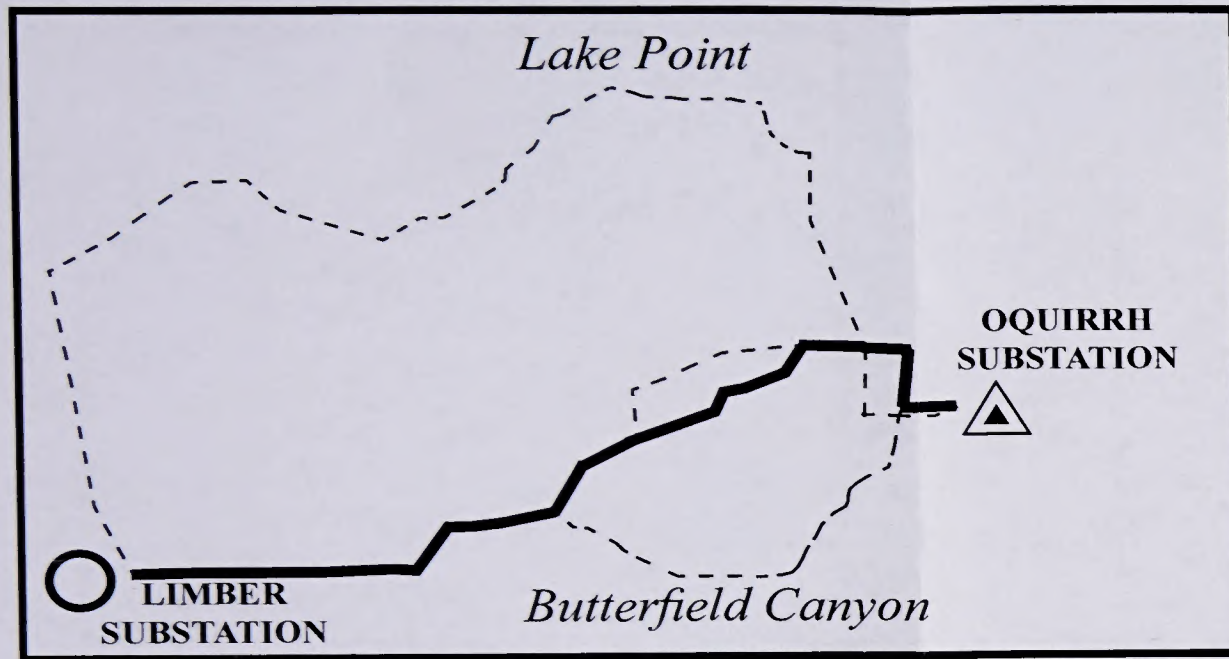 Lake Point
OQUIRRH
SUBSTATION
LIMBER
SUBSTATION
Butterfield Canyon